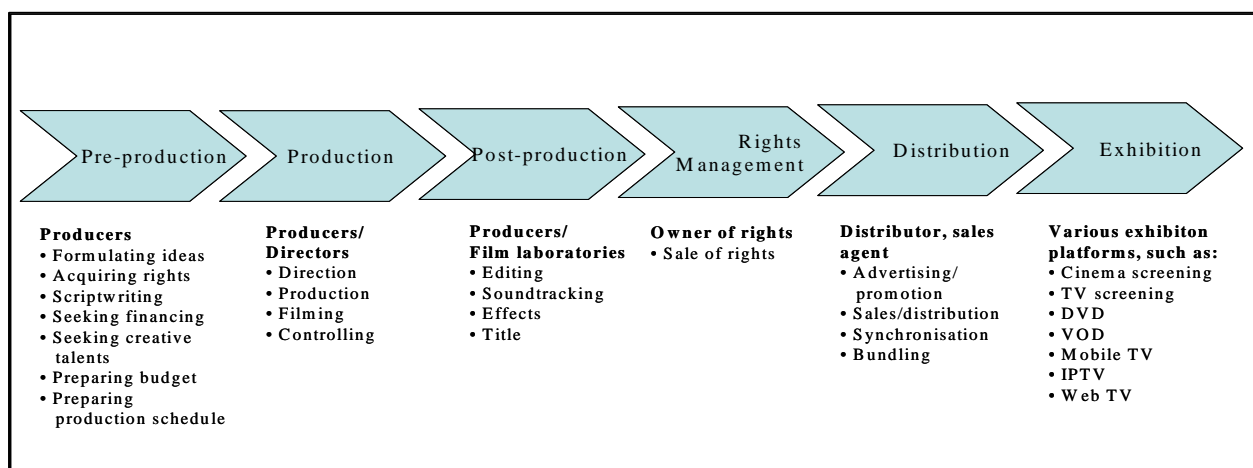 Pre-production
Production
Post-production
Rights
Management
Distribution
Exhibition
Producers
• Formulating ideas
• Acquiring rights
• Scriptwriting
• Seeking financing
• Seeking creative
talents
• Preparing budget
• Preparing
production schedule
Producers/
Directors
• Direction
• Production
• Filming
• Controlling
Producers/
Film laboratories
• Editing
• Soundtracking
• Effects
• Title
Owner of rights
• Sale of rights
Distributor, sales
agent
• Advertising/
promotion
• Sales/distribution
• Synchronisation
• Bundling
Various exhibiton
platforms, such as:
• Cinema screening
• TV screening
• DVD
• VOD
• Mobile TV
• IPTV
• Web TV